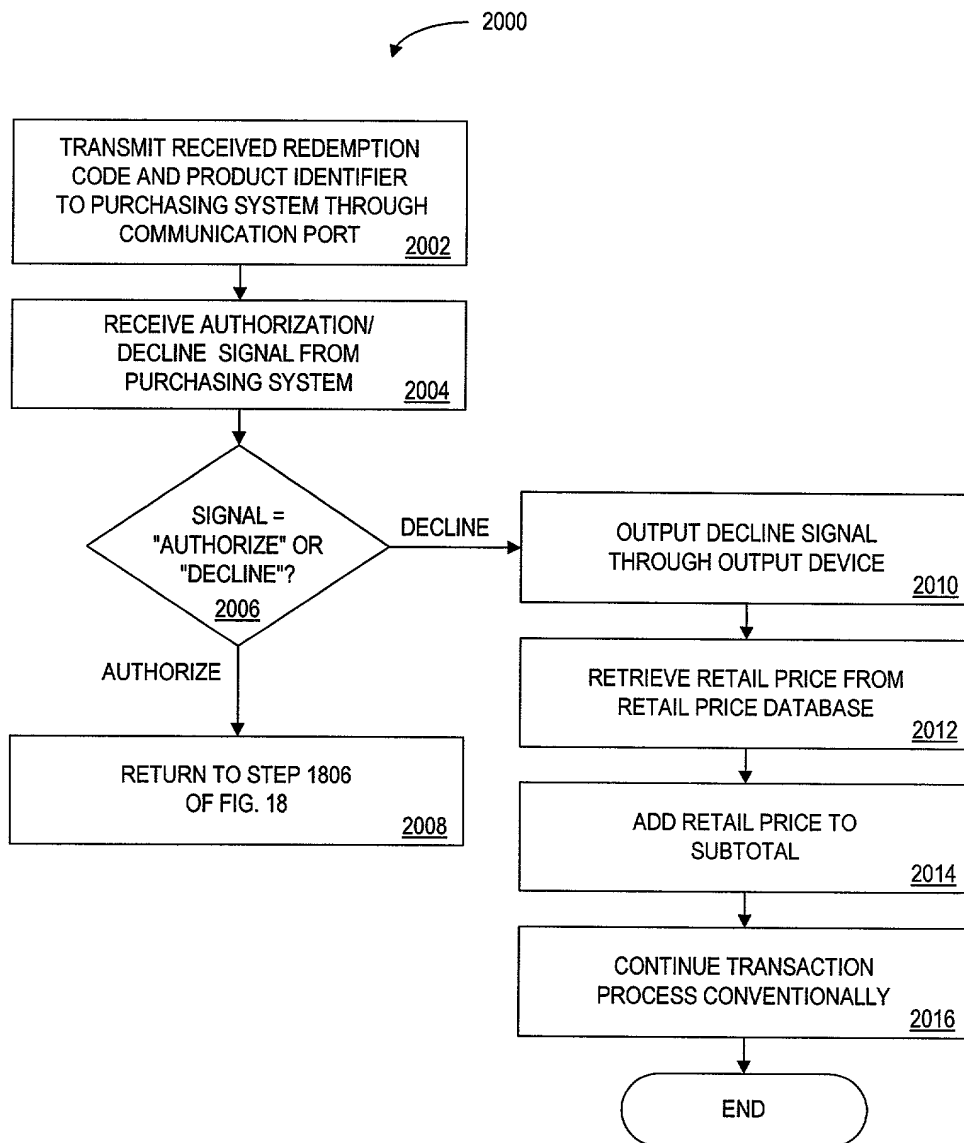 2000
TRANSMIT RECEIVED REDEMPTION
CODE AND PRODUCT IDENTIFIER
TO PURCHASING SYSTEM THROUGH
COMMUNICATION PORT
2002
RECEIVE AUTHORIZATION/
DECLINE SIGNAL FROM
PURCHASING SYSTEM
2004
SIGNAL =
"AUTHORIZE" OR
"DECLINE"?
2006
DECLINE
AUTHORIZE
RETURN TO STEP 1806
OF FIG. 18
2008
OUTPUT DECLINE SIGNAL
THROUGH OUTPUT DEVICE
2010
RETRIEVE RETAIL PRICE FROM
RETAIL PRICE DATABASE
2012
ADD RETAIL PRICE TO
SUBTOTAL
2014
CONTINUE TRANSACTION
PROCESS CONVENTIONALLY
2016
END